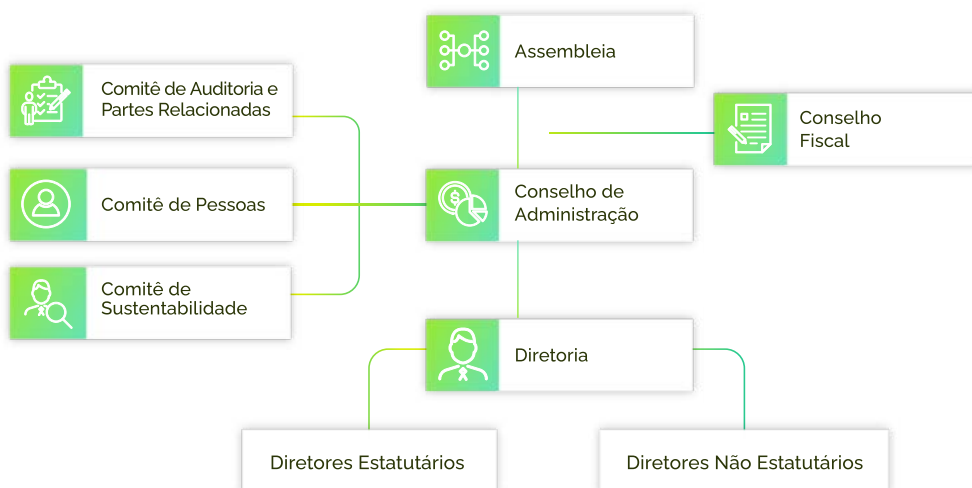 Assembleia
Comitê de Auditoria e
Partes Relacionadas
Conselho
Fiscal
Comitê de Pessoas
Conselho de
Administração
Comitê de
Sustentabilidade
Diretoria
Diretores Estatutários
Diretores Não Estatutários